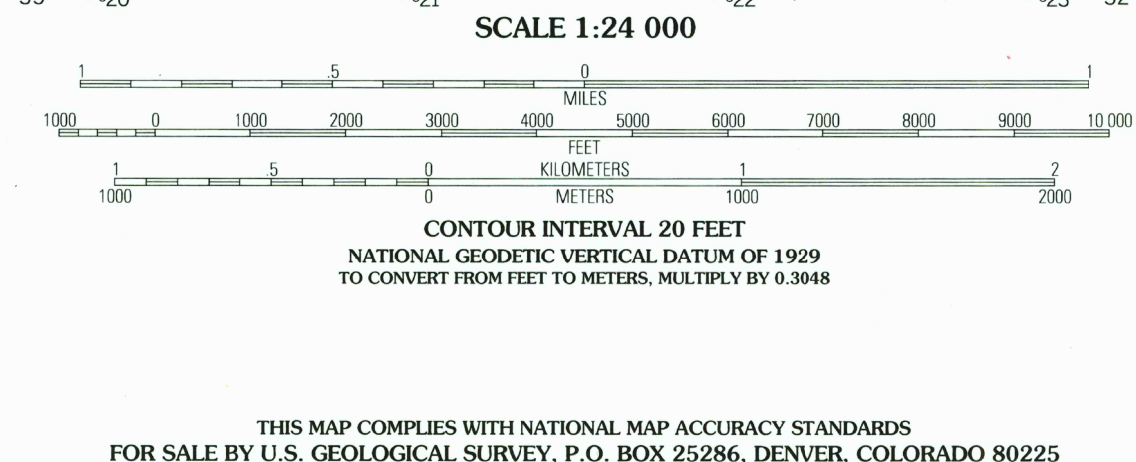 SCALE 1:24 000
1 .5 0 1
MILES
1000 0 1000 2000 3000 4000 5000 6000 7000 8000 9000 10 000
FEET
1 .5 0 KILOMETERS 1 2
1000 0 METERS 1000 2000
CONTOUR INTERVAL 20 FEET
NATIONAL GEODETIC VERTICAL DATUM OF 1929
TO CONVERT FROM FEET TO METERS, MULTIPLY BY 0.3048
THIS MAP COMPLIES WITH NATIONAL MAP ACCURACY STANDARDS
FOR SALE BY U.S. GEOLOGICAL SURVEY, P.O. BOX 25286, DENVER, COLORADO 80225